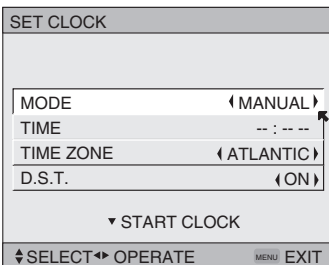 SET CLOCK
MODE MANUAL
TIME -- : -- --
TIME ZONE ATLANTIC
D.S.T. ON
START CLOCK
SELECT OPERATE MENU EXIT